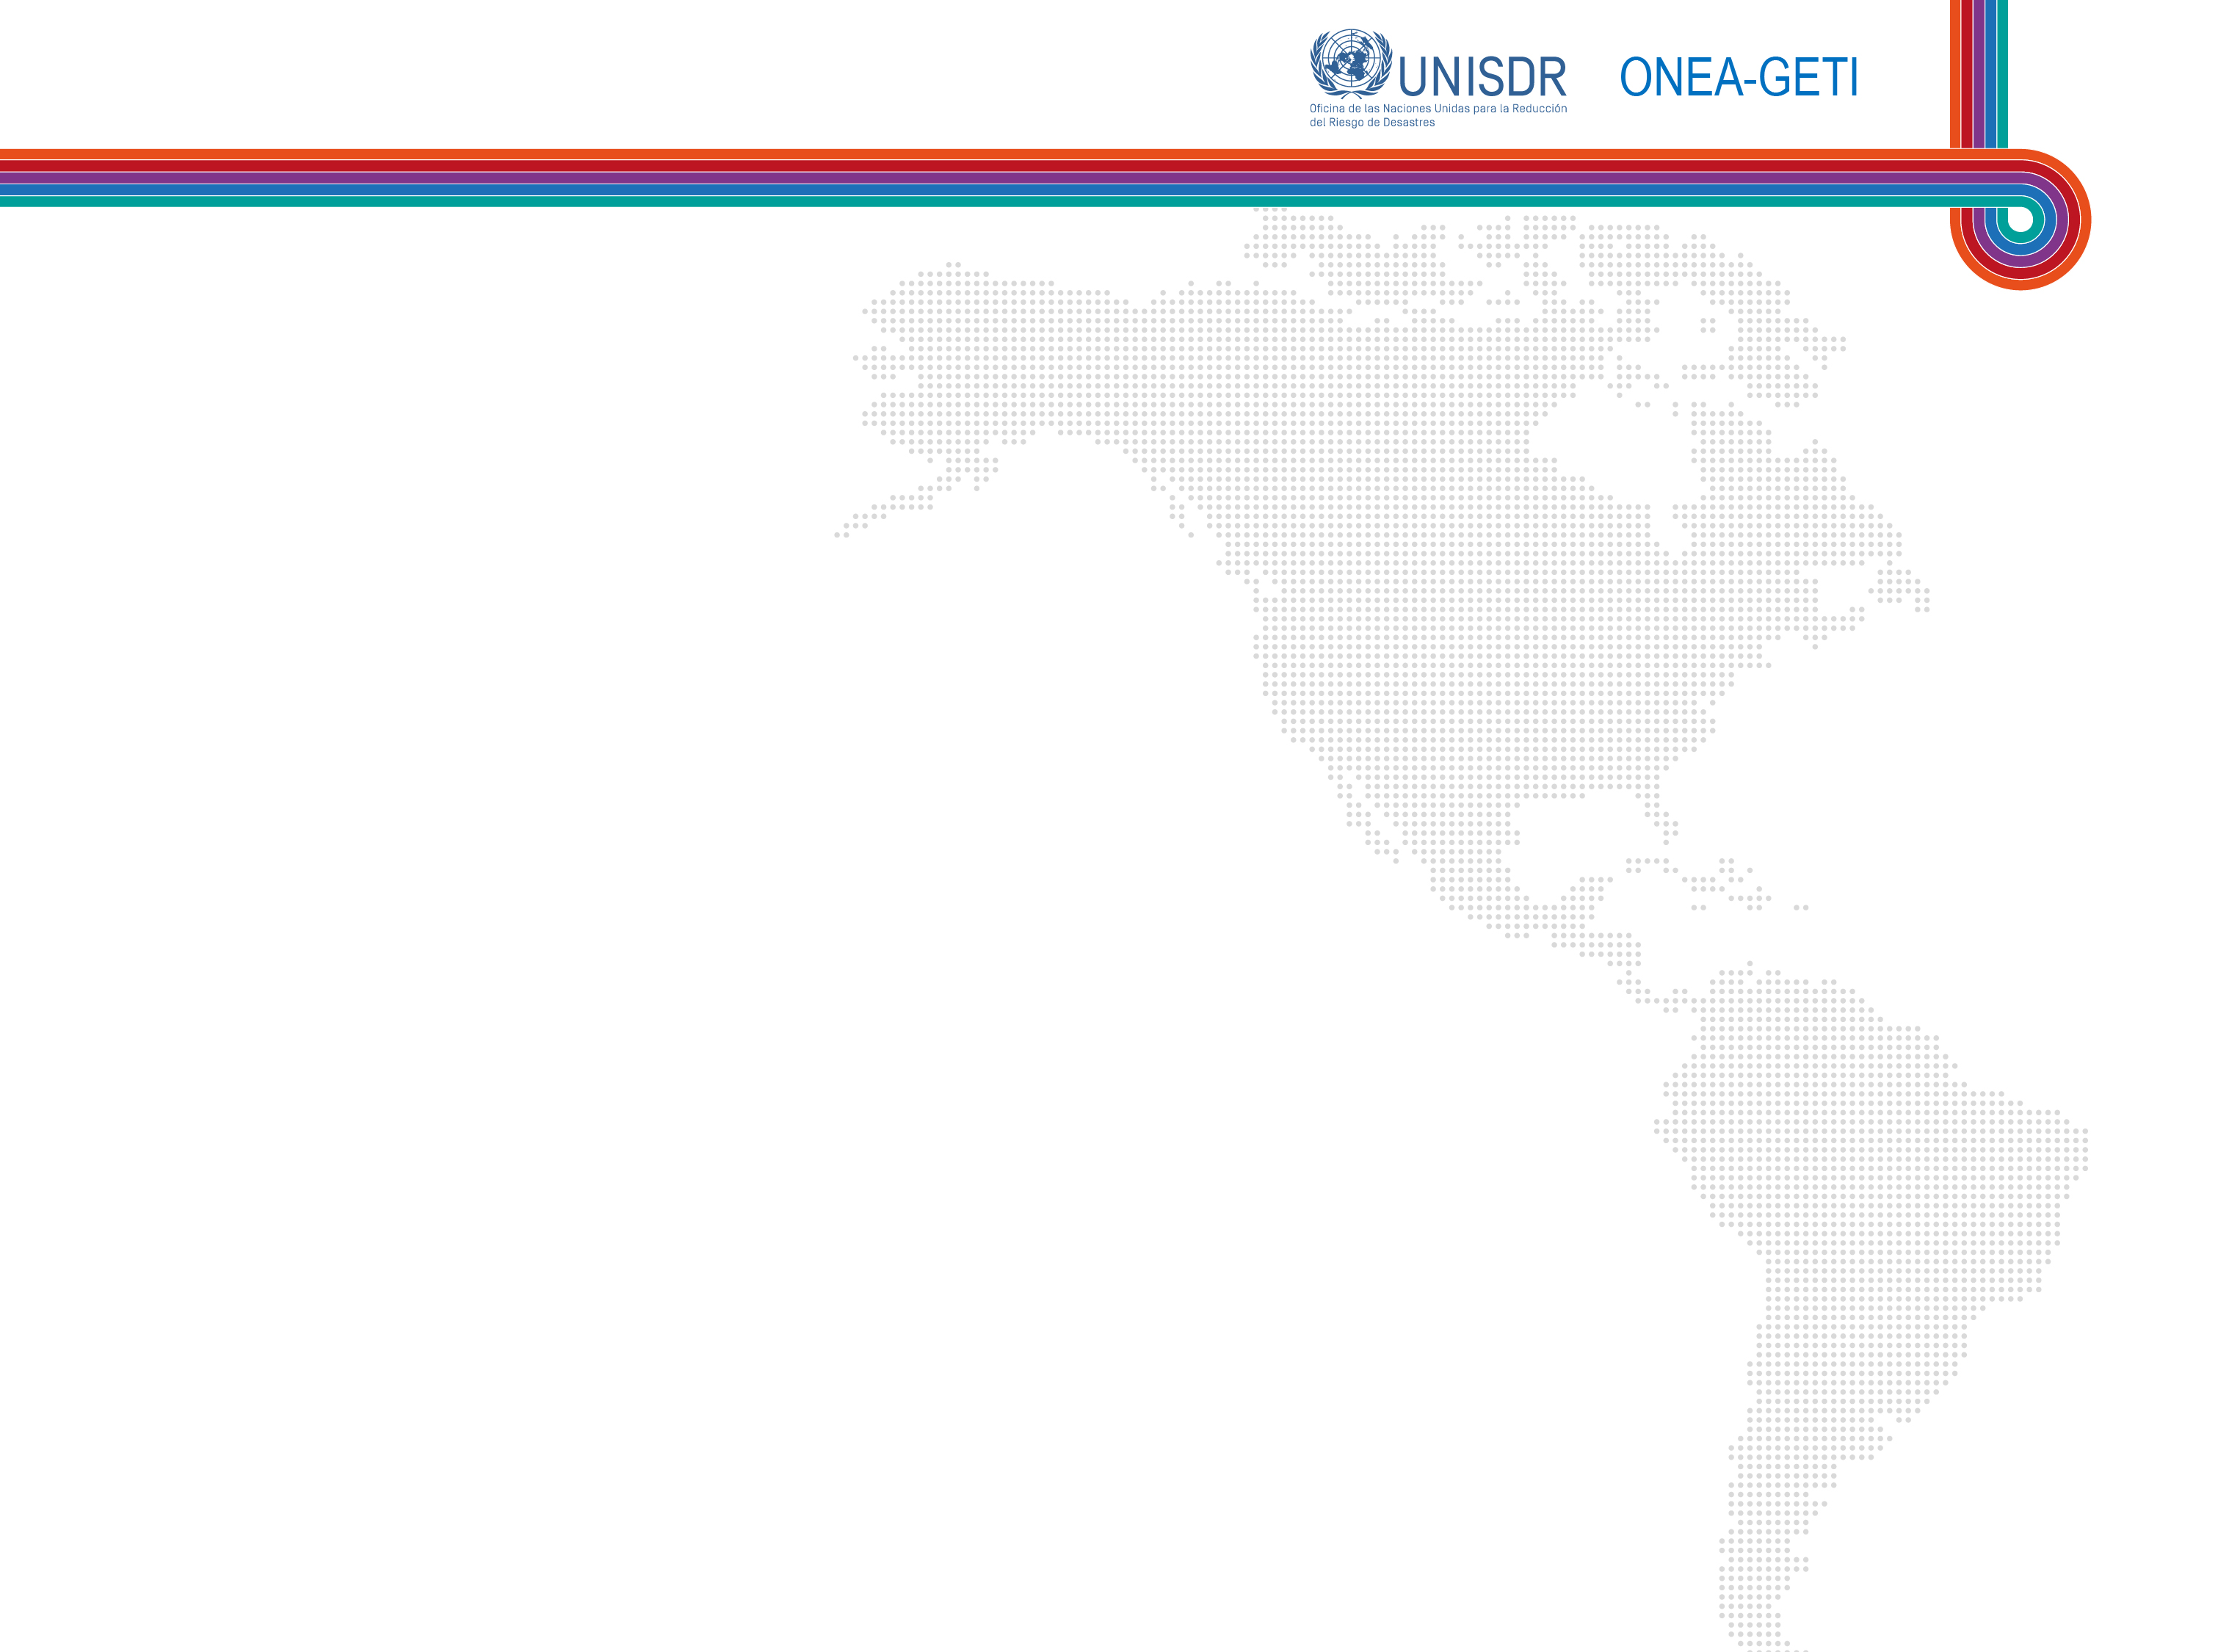 UNISDR ONEA-GETI
Oficina de las Naciones Unidas para la Reducción
del Riesgo de Desastres